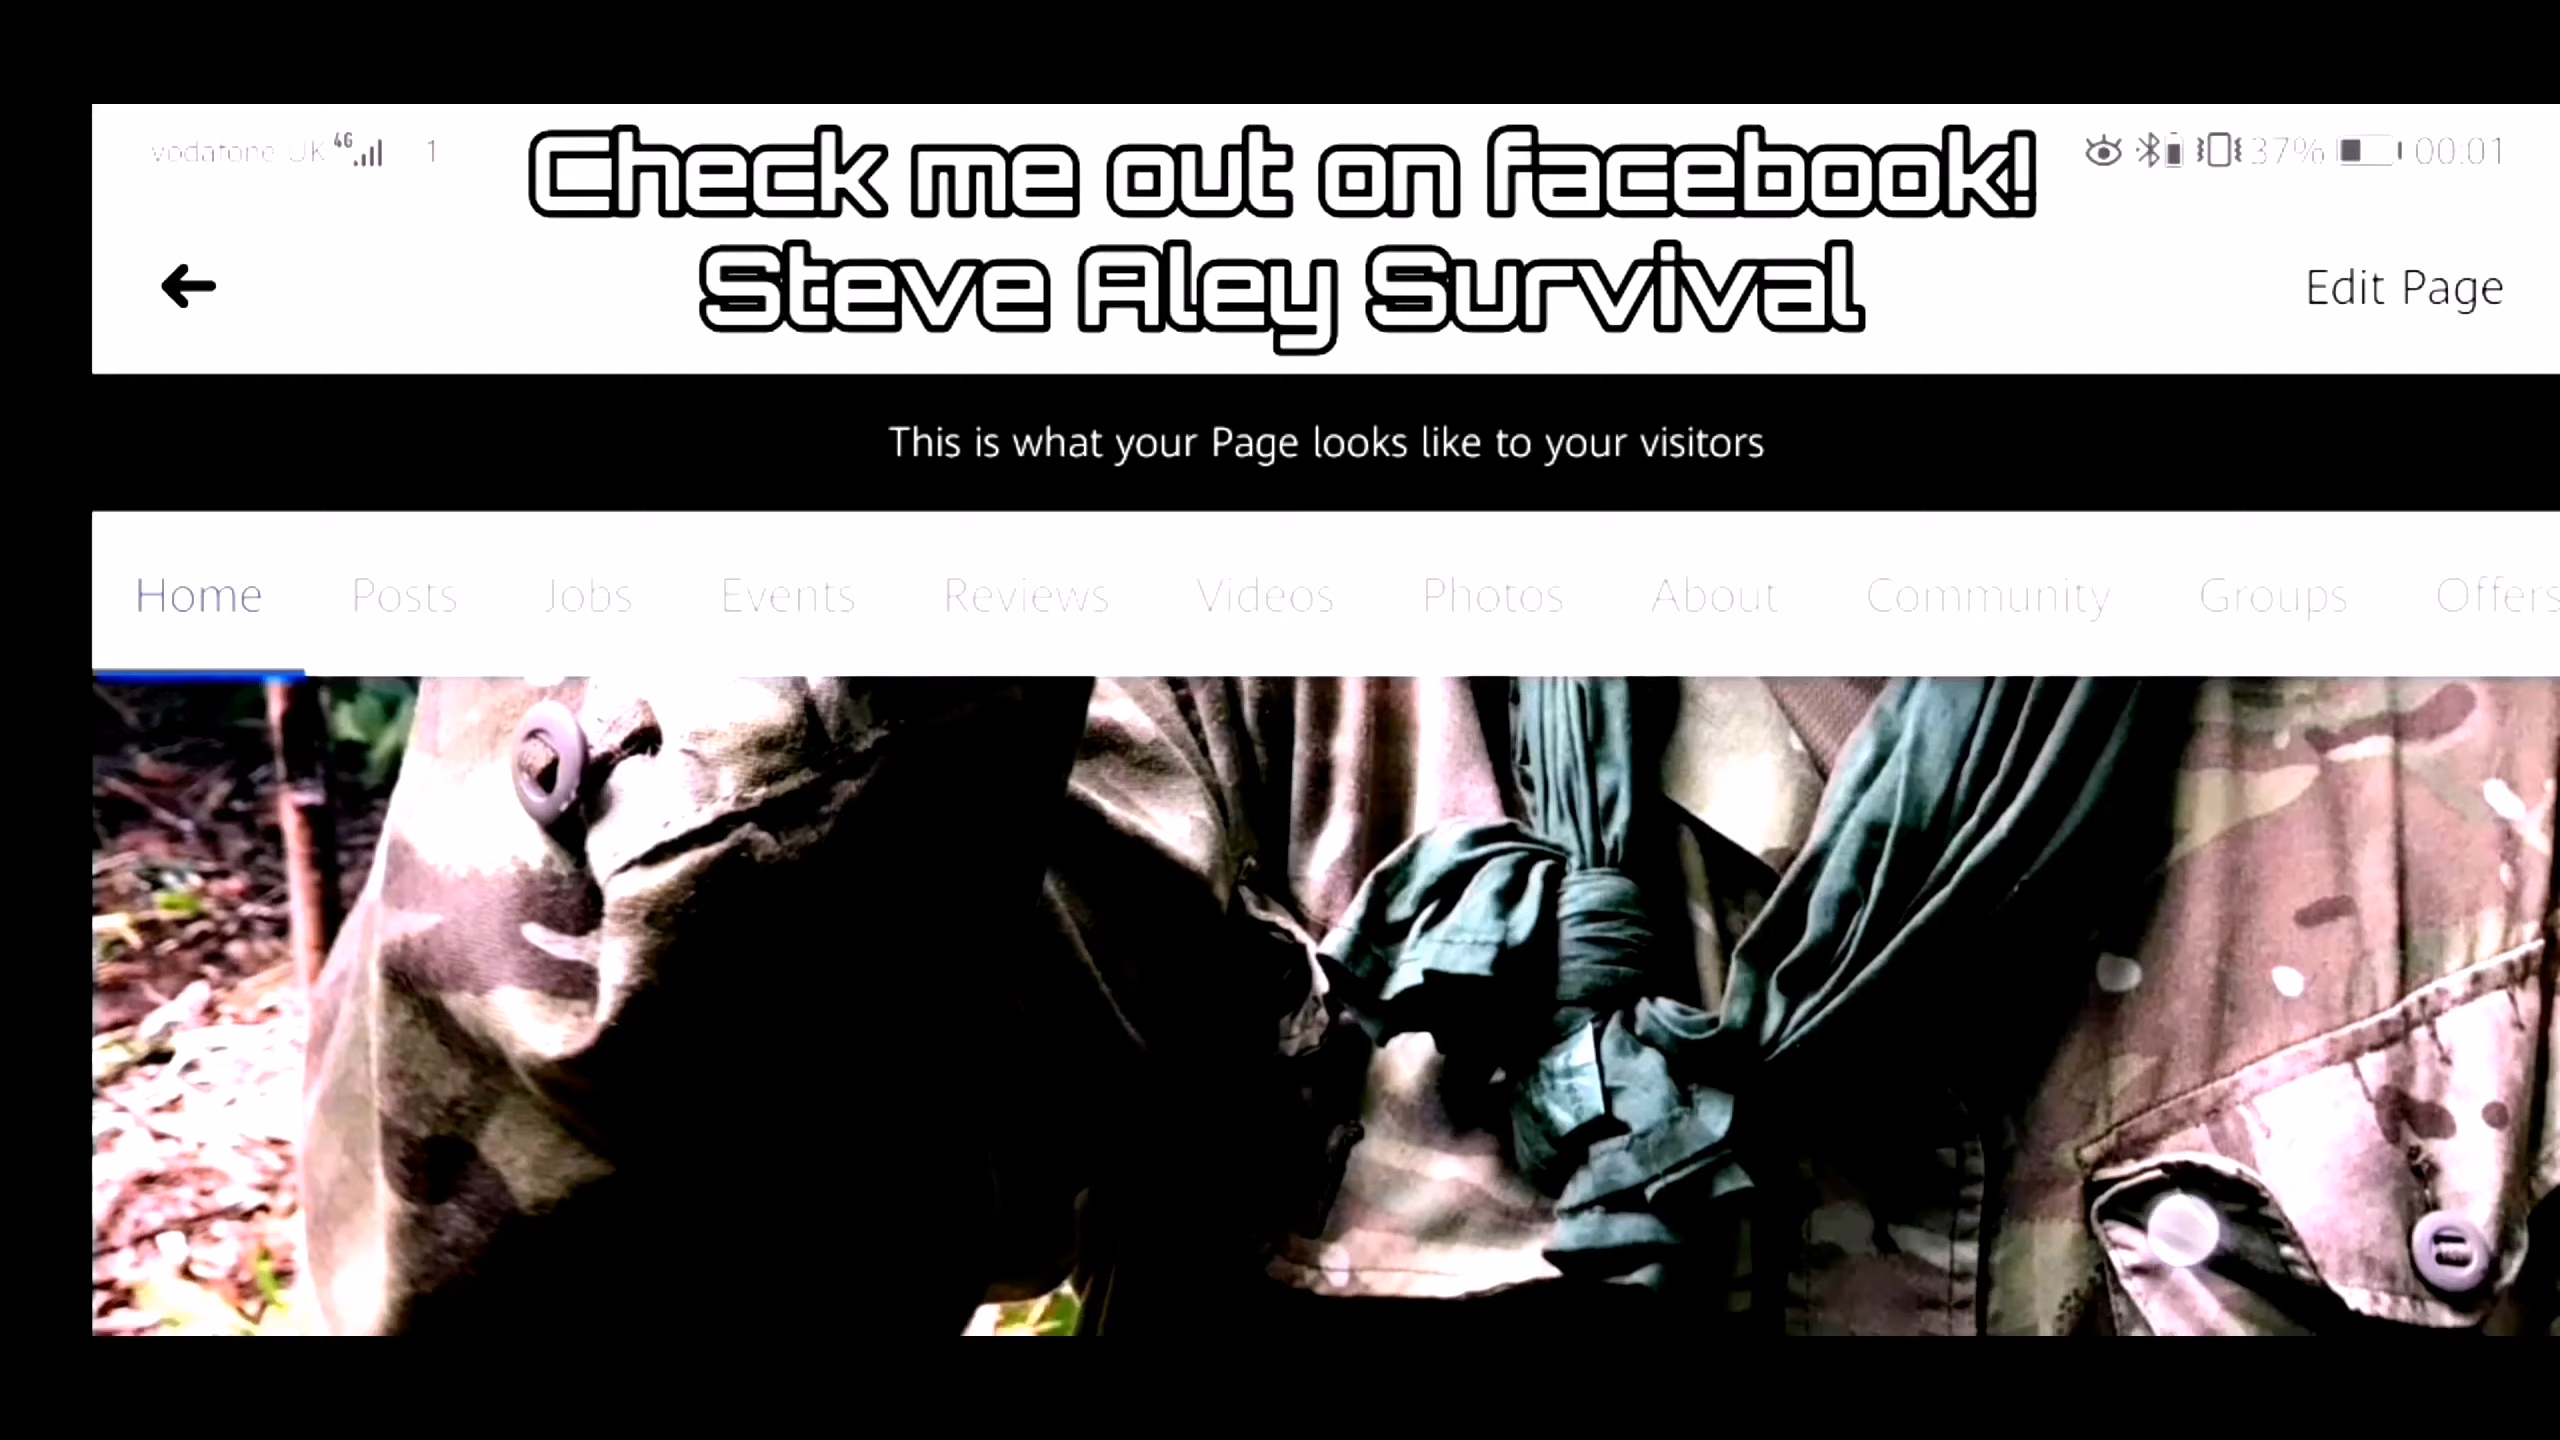 Check me out on facebook!
Steve Aley Survival
vodafone UK 4G 1
37% 00.01
Edit Page
This is what your Page looks like to your visitors
Home Posts Jobs Events Reviews Videos Photos About Community Groups Offers